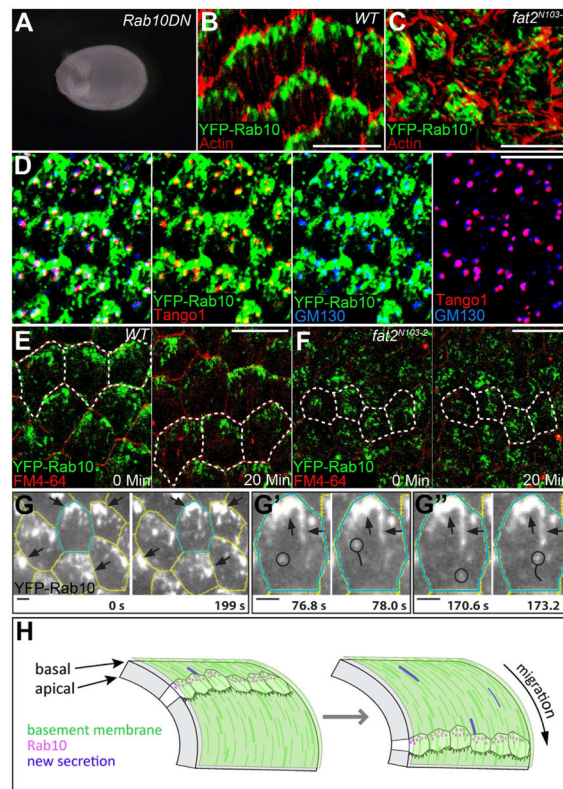 A Rab10DN
B WT
YFP-Rab10
Actin
C fat2N103-
YFP-Rab10
Actin
D
YFP-Rab10
Tango1
YFP-Rab10
GM130
Tango1
GM130
E WT
YFP-Rab10
FM4-64 0 Min
20 Min
F fat2N103-2
YFP-Rab10
FM4-64 0 Min
20 Min
G
YFP-Rab10
0 s
199 s
G'
76.8 s
78.0 s
G''
170.6 s
173.2
H
basal
apical
migration
basement membrane
Rab10
new secretion